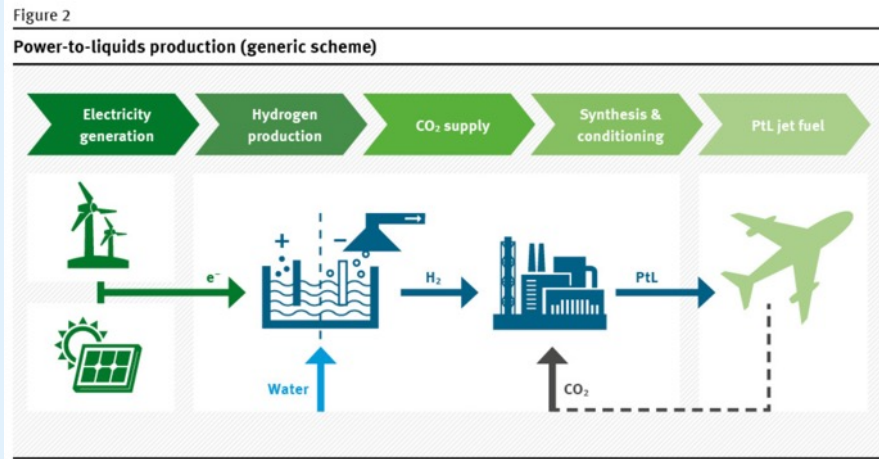 Figure 2
Power-to-liquids production (generic scheme)
Electricity
generation
Hydrogen
production
CO₂ supply
Synthesis &
conditioning
PtL jet fuel
+
−
e⁻
H₂
PtL
Water
CO₂